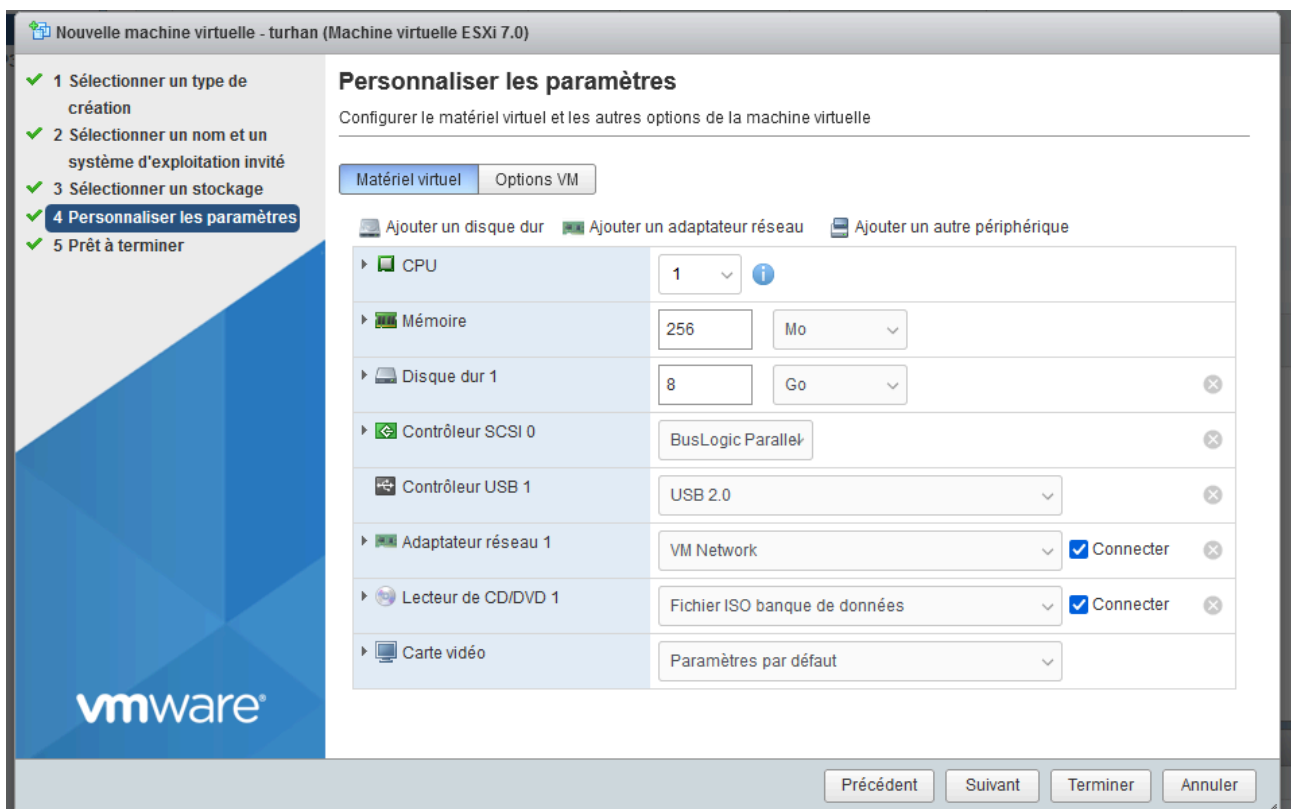 Nouvelle machine virtuelle - turhan (Machine virtuelle ESXi 7.0)
1 Sélectionner un type de
création
2 Sélectionner un nom et un
système d'exploitation invité
3 Sélectionner un stockage
4 Personnaliser les paramètres
5 Prêt à terminer
vmware®
Personnaliser les paramètres
Configurer le matériel virtuel et les autres options de la machine virtuelle
Matériel virtuel Options VM
Ajouter un disque dur Ajouter un adaptateur réseau Ajouter un autre périphérique
CPU 1
Mémoire 256 Mo
Disque dur 1 8 Go
Contrôleur SCSI 0 BusLogic Parallel
Contrôleur USB 1 USB 2.0
Adaptateur réseau 1 VM Network Connecter
Lecteur de CD/DVD 1 Fichier ISO banque de données Connecter
Carte vidéo Paramètres par défaut
Précédent Suivant Terminer Annuler